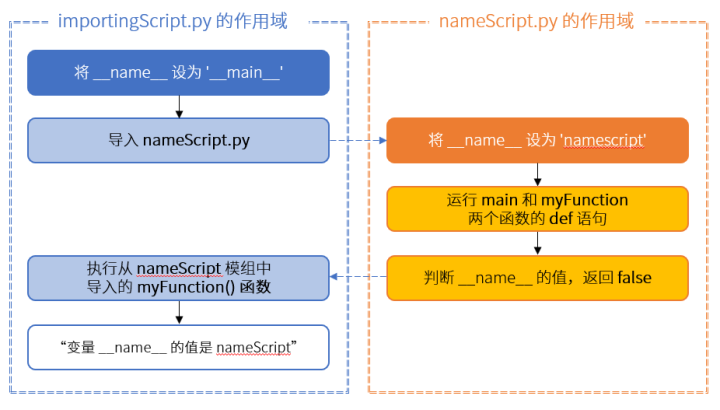 importingScript.py 的作用域
将 __name__ 设为 '__main__'
导入 nameScript.py
执行从 nameScript 模组中
导入的 myFunction() 函数
“变量 __name__ 的值是 nameScript”
nameScript.py 的作用域
将 __name__ 设为 'namescript'
运行 main 和 myFunction
两个函数的 def 语句
判断 __name__ 的值，返回 false